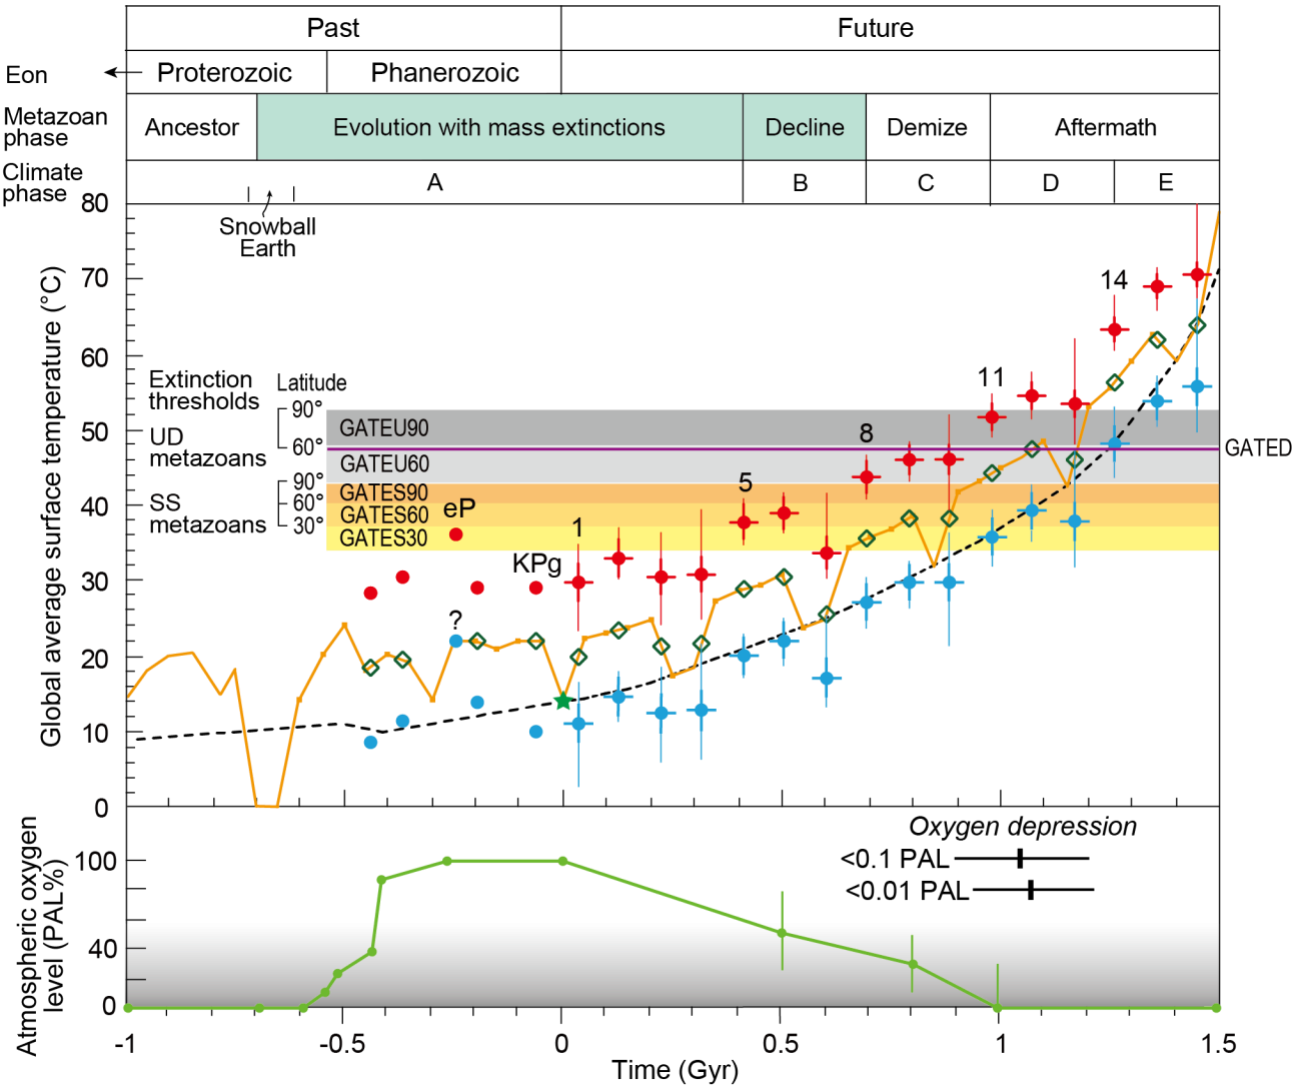 Past
Future
Eon
Proterozoic
Phanerozoic
Metazoan
phase
Ancestor
Evolution with mass extinctions
Decline
Demize
Aftermath
Climate
phase
A
B
C
D
E
Snowball
Earth
80
70
60
50
40
30
20
10
0
Global average surface temperature (°C)
14
11
8
5
1
eP
KPg
?
Extinction
thresholds
Latitude
UD
metazoans
90°
60°
SS
metazoans
90°
60°
30°
GATEU90
GATEU60
GATES90
GATES60
GATES30
GATED
Atmospheric oxygen
level (PAL%)
100
40
0
Oxygen depression
<0.1 PAL
<0.01 PAL
-1
-0.5
0
0.5
1
1.5
Time (Gyr)